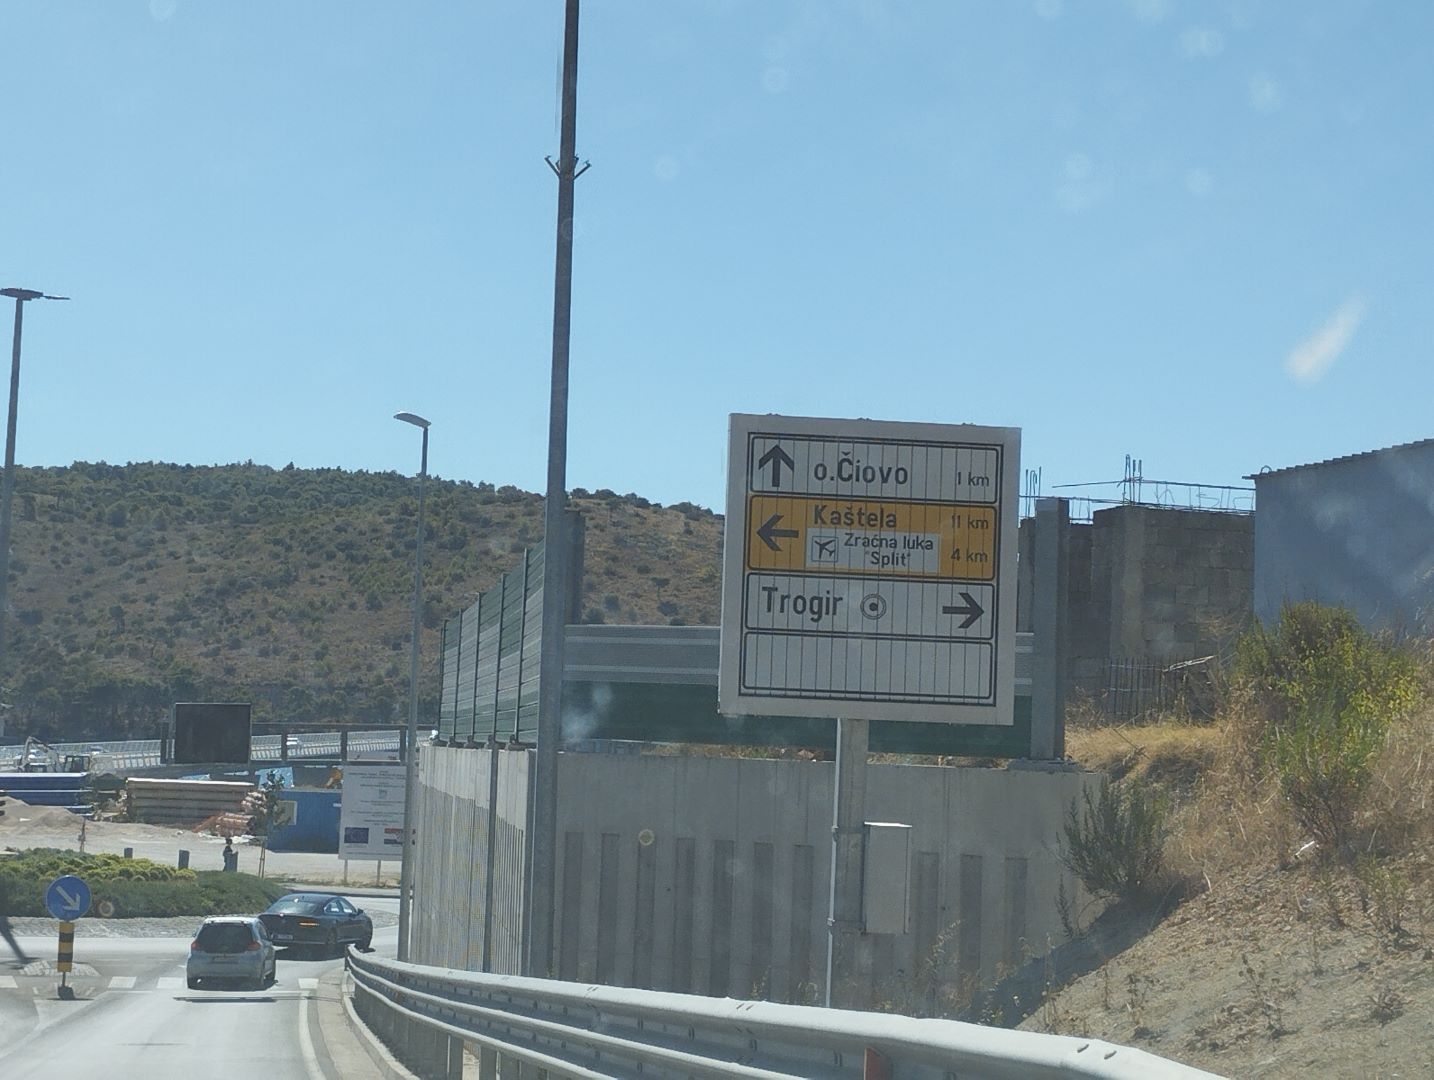 o.Čiovo 1 km
Kaštela 11 km
Zračna luka
"Split" 4 km
Trogir